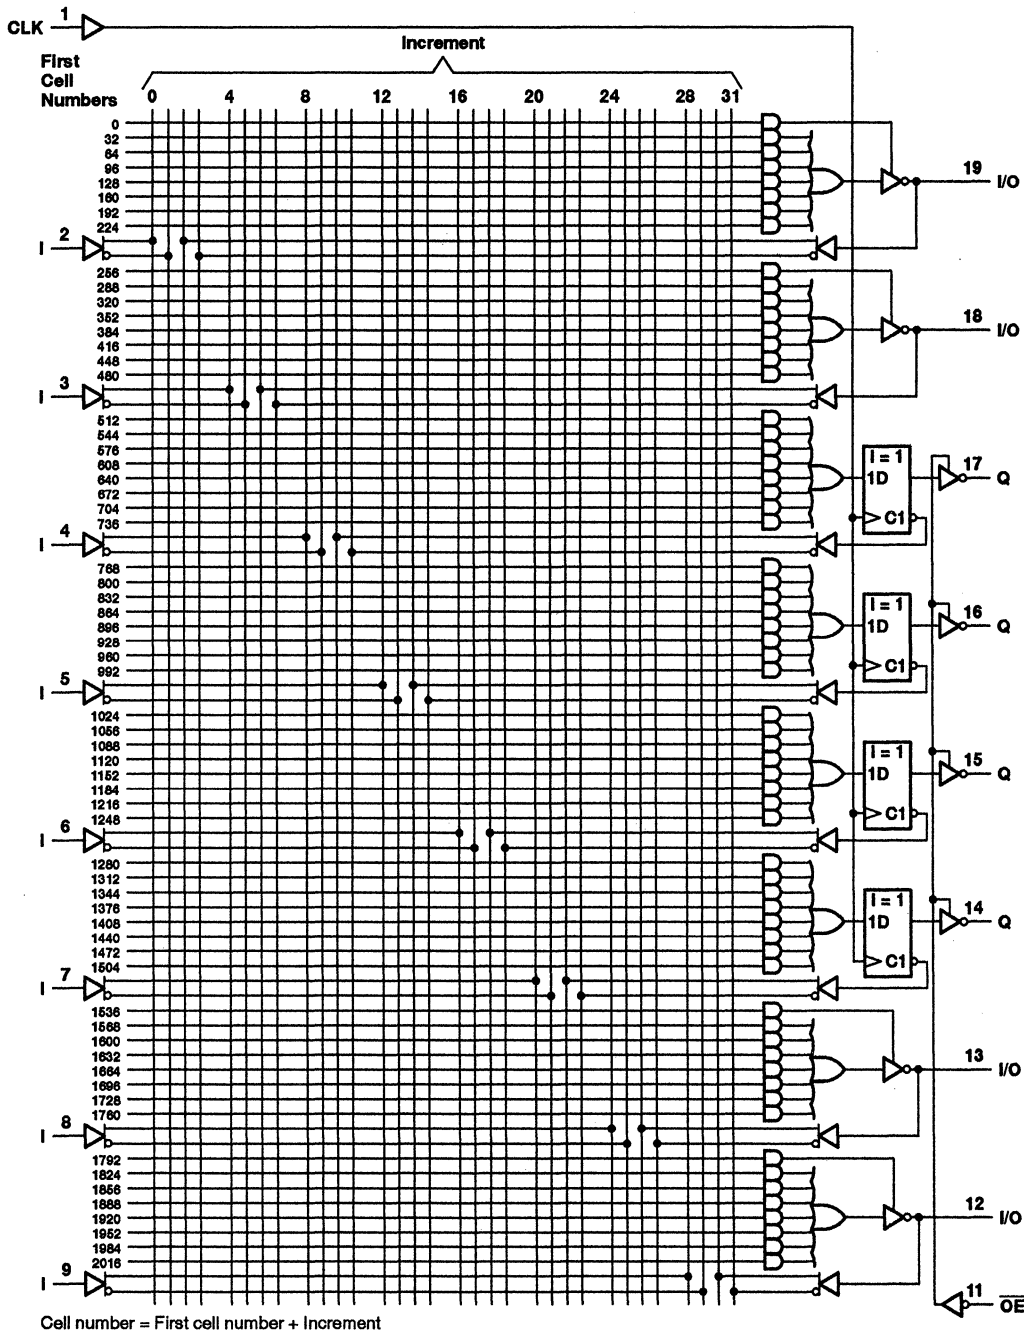 CLK 1
Increment
First
Cell
Numbers
0 4 8 12 16 20 24 28 31
0
32
64
96
128
160
192
224
19 I/O
I 2
256
288
320
352
384
416
448
480
18 I/O
I 3
512
544
576
608
640
672
704
736
I = 1
1D
C1
17 Q
I 4
768
800
832
864
896
928
960
992
I = 1
1D
C1
16 Q
I 5
1024
1056
1088
1120
1152
1184
1216
1248
I = 1
1D
C1
15 Q
I 6
1280
1312
1344
1376
1408
1440
1472
1504
I = 1
1D
C1
14 Q
I 7
1536
1568
1600
1632
1664
1696
1728
1760
13 I/O
I 8
1792
1824
1856
1888
1920
1952
1984
2016
12 I/O
I 9
11 OE
Cell number = First cell number + Increment